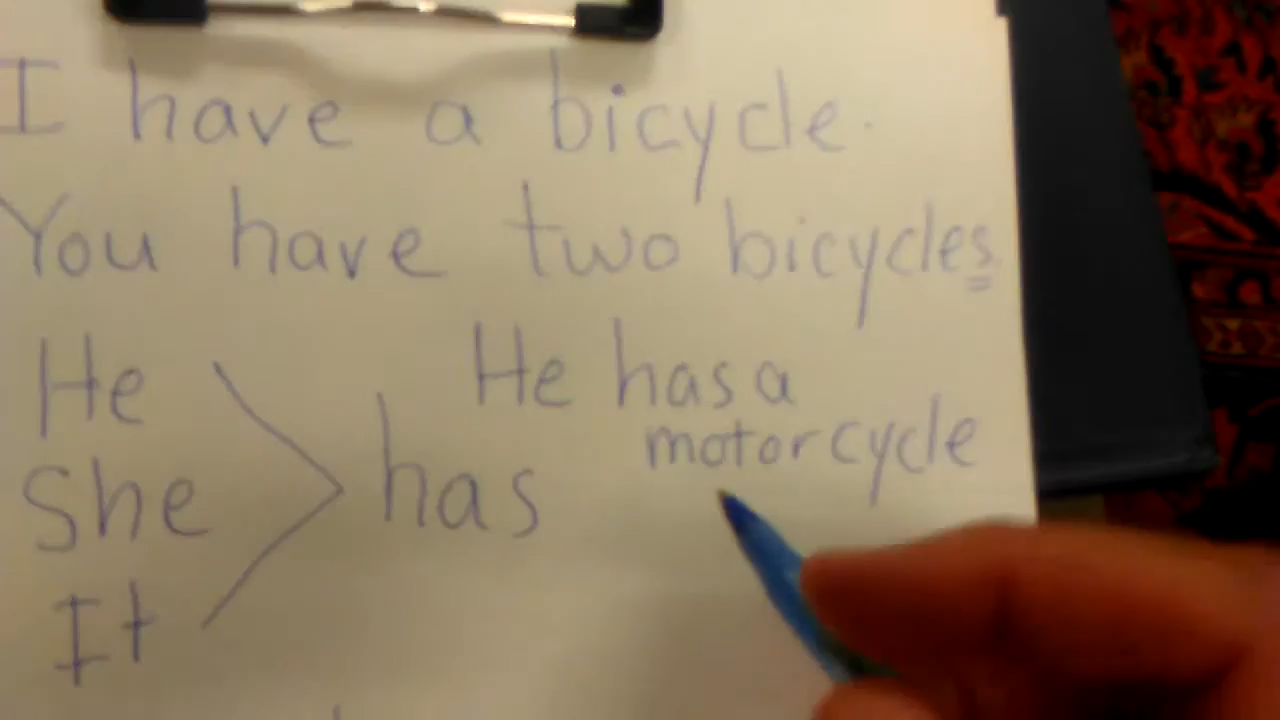 I have a bicycle.
You have two bicycles.
He
She
It
has
He has a
motorcycle